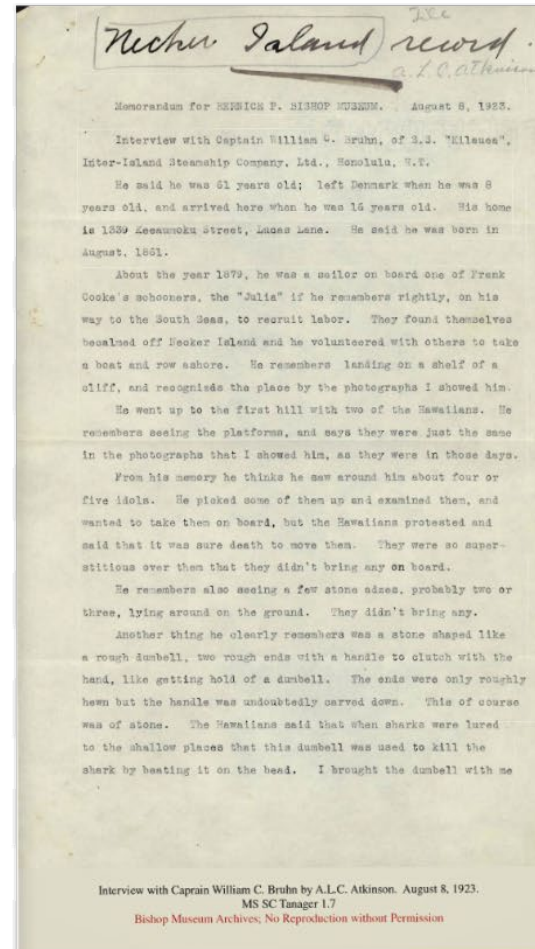 Necker Island record.
A.L.C. Atkinson
Memorandum for BERNICE P. BISHOP MUSEUM. August 8, 1923.
Interview with Captain William C. Bruhn, of S.S. "Kilauea",
Inter-Island Steamship Company, Ltd., Honolulu, H.T.
He said he was 61 years old; left Denmark when he was 8
years old, and arrived here when he was 16 years old. His home
is 1339 Keeaumoku Street, Lucas Lane. He said he was born in
August, 1861.
About the year 1879, he was a sailor on board one of Frank
Cooke's schooners, the "Julia" if he remembers rightly, on his
way to the South Seas, to recruit labor. They found themselves
becalmed off Necker Island and he volunteered with others to take
a boat and row ashore. He remembers landing on a shelf of a
cliff, and recognizds the place by the photographs I showed him.
He went up to the first hill with two of the Hawaiians. He
remembers seeing the platforms, and says they were just the same
in the photographs that I showed him, as they were in those days.
From his memory he thinks he saw around him about four or
five idols. He picked some of them up and examined them, and
wanted to take them on board, but the Hawaiians protested and
said that it was sure death to move them. They were so super-
stitious over them that they didn't bring any on board.
He remembers also seeing a few stone adzes, probably two or
three, lying around on the ground. They didn't bring any.
Another thing he clearly remembers was a stone shaped like
a rough dumbell, two rough ends with a handle to clutch with the
hand, like getting hold of a dumbell. The ends were only roughly
hewn but the handle was undoubtedly carved down. This of course
was of stone. The Hawaiians said that when sharks were lured
to the shallow places that this dumbell was used to kill the
shark by beating it on the head. I brought the dumbell with me
Interview with Caprain William C. Bruhn by A.L.C. Atkinson. August 8, 1923.
MS SC Tanager 1.7
Bishop Museum Archives; No Reproduction without Permission